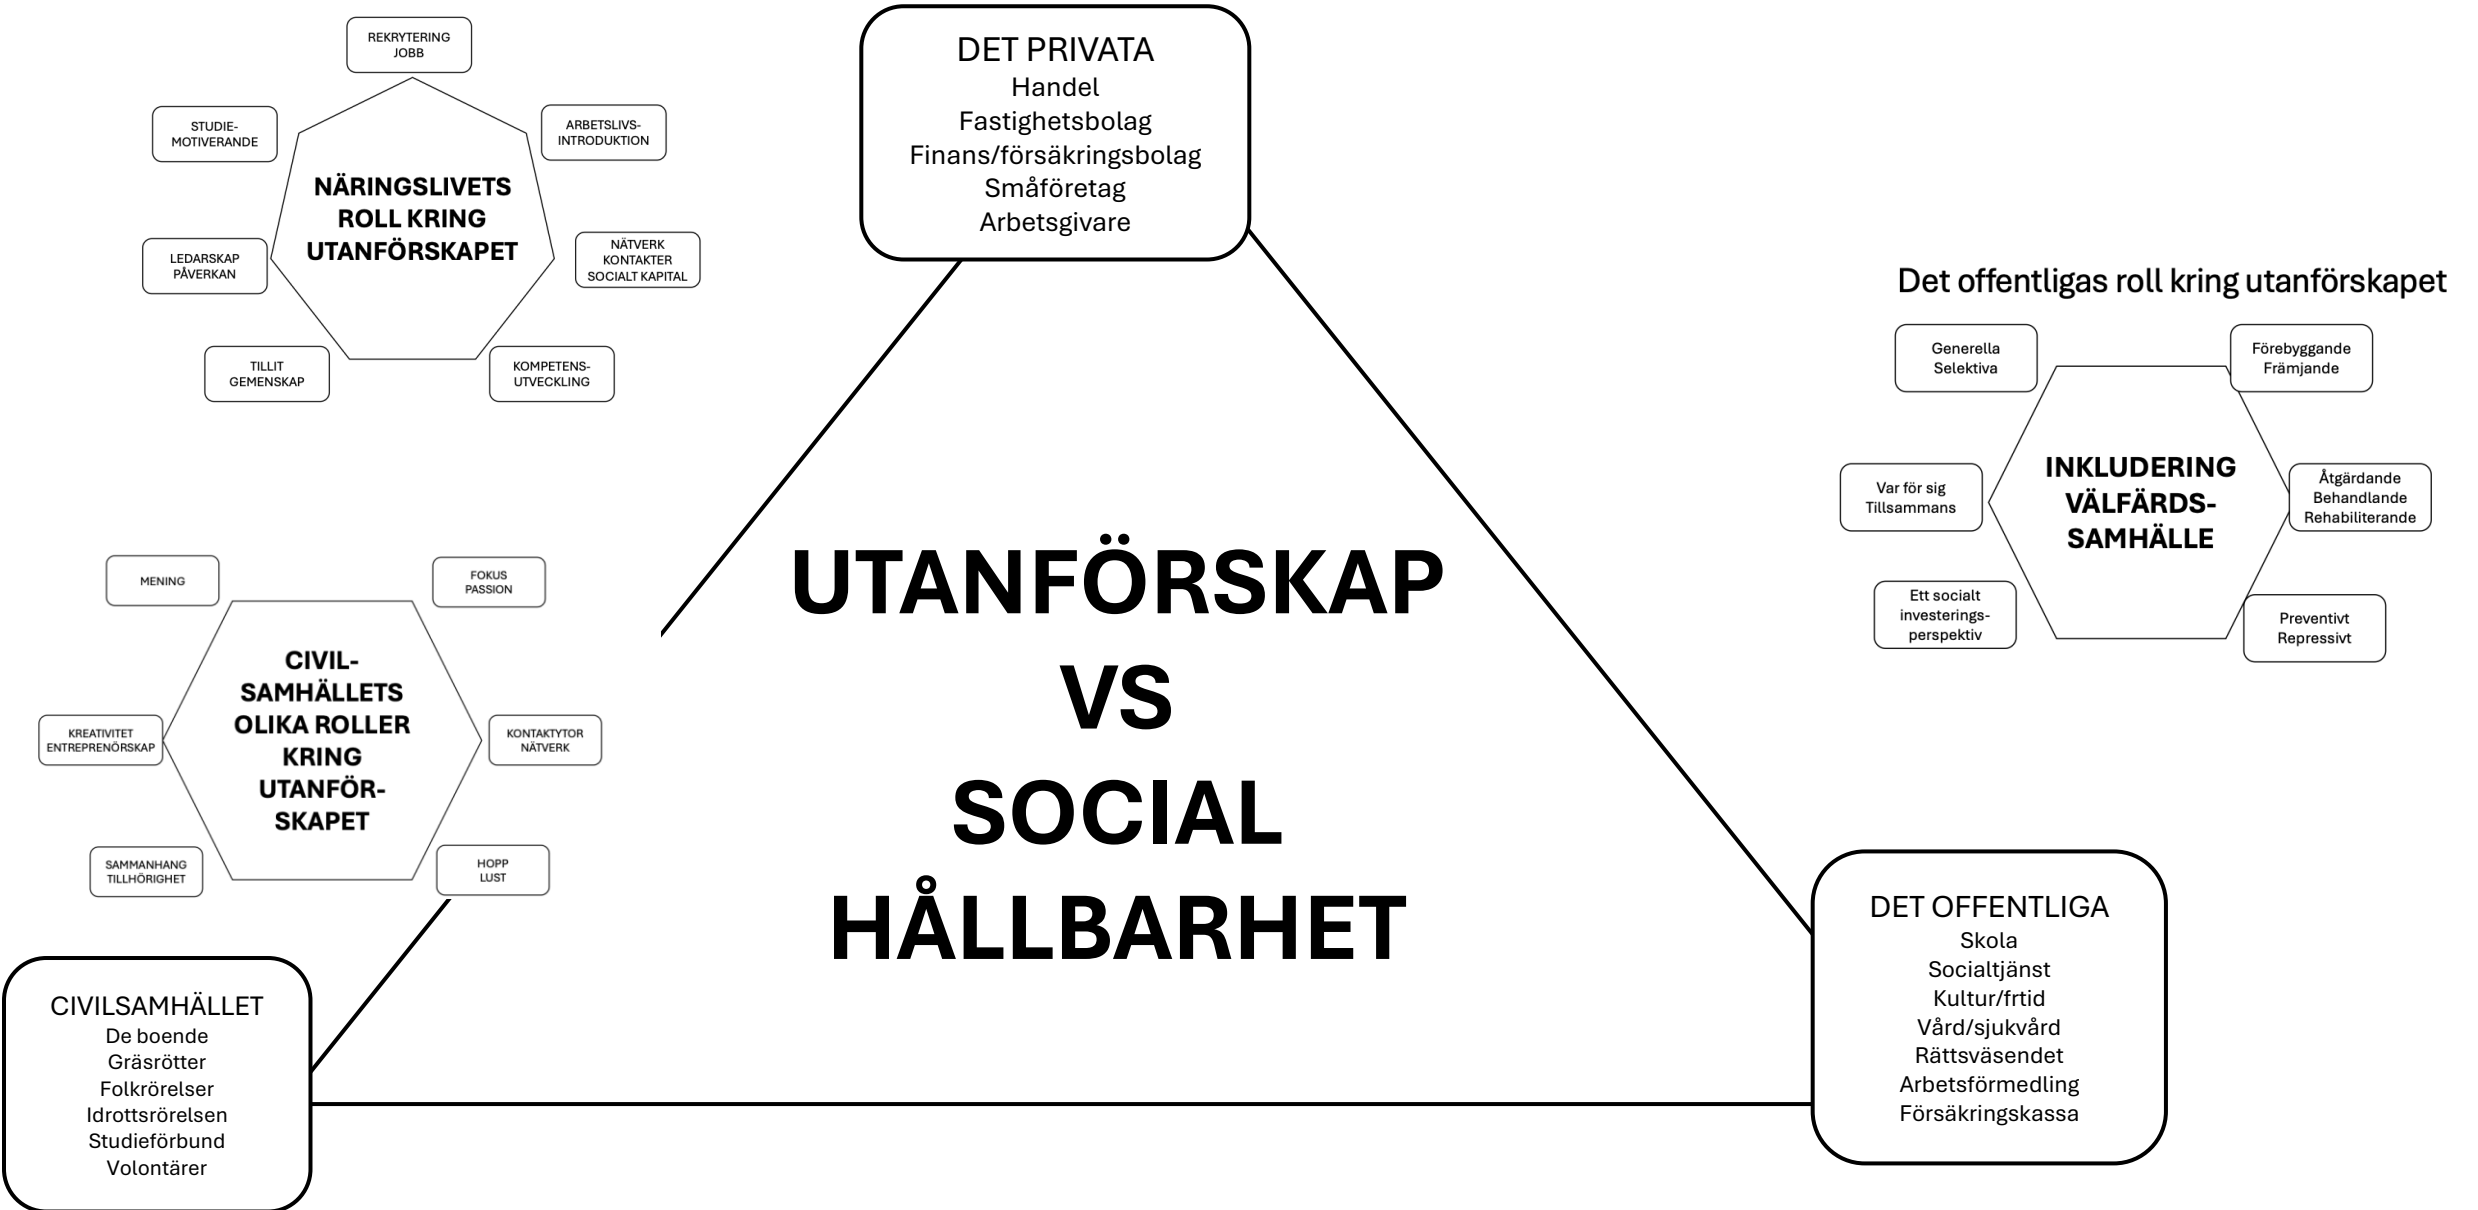 REKRYTERING
JOBB
STUDIE-
MOTIVERANDE
ARBETSLIVS-
INTRODUKTION
NÄRINGSLIVETS
ROLL KRING
UTANFÖRSKAPET
LEDARSKAP
PÅVERKAN
NÄTVERK
KONTAKTER
SOCIALT KAPITAL
TILLIT
GEMENSKAP
KOMPETENS-
UTVECKLING
DET PRIVATA
Handel
Fastighetsbolag
Finans/försäkringsbolag
Småföretag
Arbetsgivare
Det offentligas roll kring utanförskapet
Generella
Selektiva
Förebyggande
Främjande
INKLUDERING
VÄLFÄRDS-
SAMHÄLLE
Var för sig
Tillsammans
Åtgärdande
Behandlande
Rehabiliterande
Ett socialt
investerings-
perspektiv
Preventivt
Repressivt
MENING
FOKUS
PASSION
CIVIL-
SAMHÄLLETS
OLIKA ROLLER
KRING
UTANFÖR-
SKAPET
KREATIVITET
ENTREPRENÖRSKAP
KONTAKTYTOR
NÄTVERK
SAMMANHANG
TILLHÖRIGHET
HOPP
LUST
UTANFÖRSKAP
VS
SOCIAL
HÅLLBARHET
CIVILSAMHÄLLET
De boende
Gräsrötter
Folkrörelser
Idrottsrörelsen
Studieförbund
Volontärer
DET OFFENTLIGA
Skola
Socialtjänst
Kultur/frtid
Vård/sjukvård
Rättsväsendet
Arbetsförmedling
Försäkringskassa